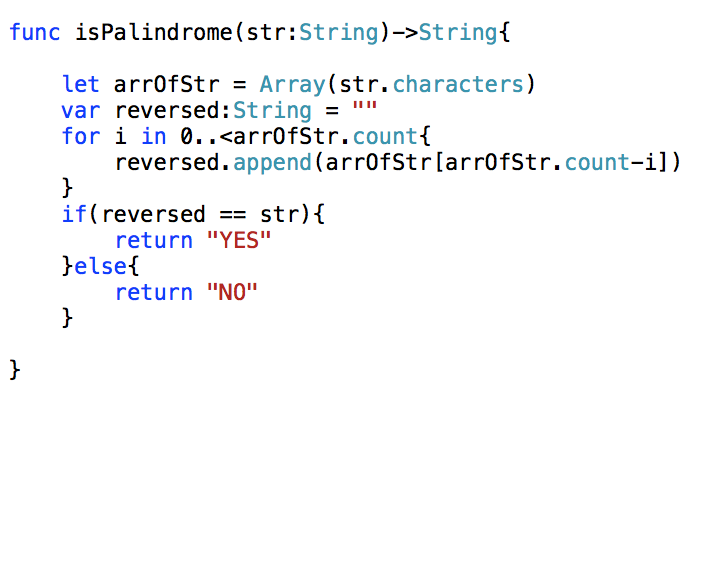 func isPalindrome(str:String)->String{
    let arrOfStr = Array(str.characters)
    var reversed:String = ""
    for i in 0..<arrOfStr.count{
        reversed.append(arrOfStr[arrOfStr.count-i])
    }
    if(reversed == str){
        return "YES"
    }else{
        return "NO"
    }
}